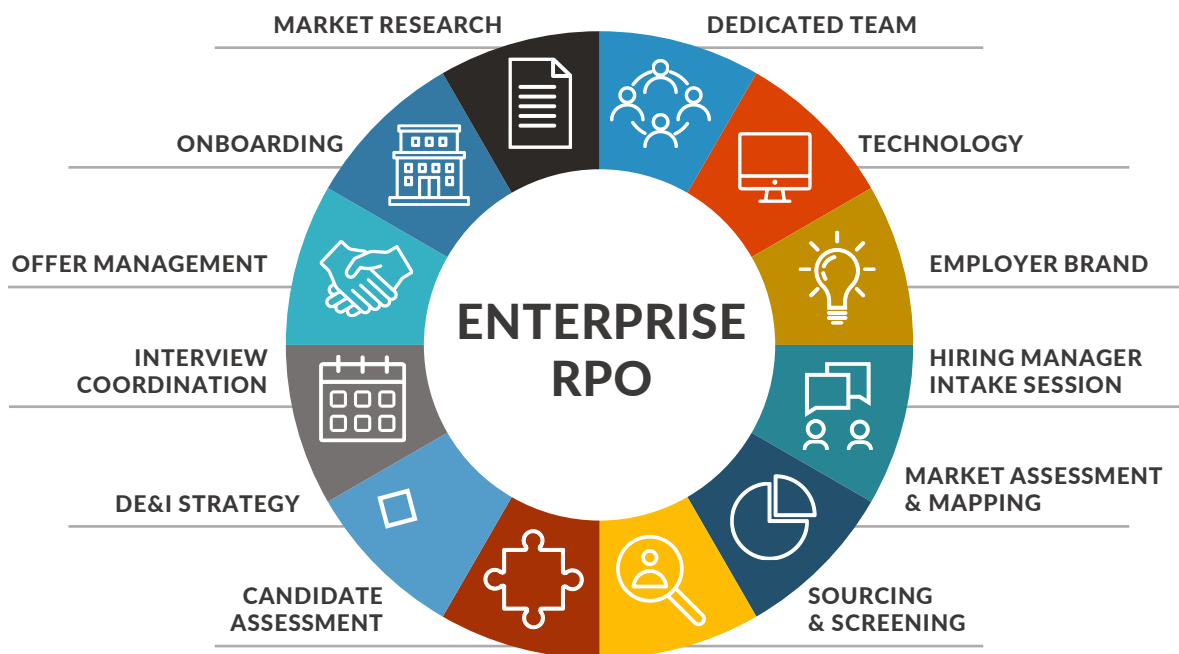 MARKET RESEARCH
DEDICATED TEAM
ONBOARDING
TECHNOLOGY
OFFER MANAGEMENT
EMPLOYER BRAND
ENTERPRISE
RPO
INTERVIEW
COORDINATION
HIRING MANAGER
INTAKE SESSION
DE&I STRATEGY
MARKET ASSESSMENT
& MAPPING
CANDIDATE
ASSESSMENT
SOURCING
& SCREENING